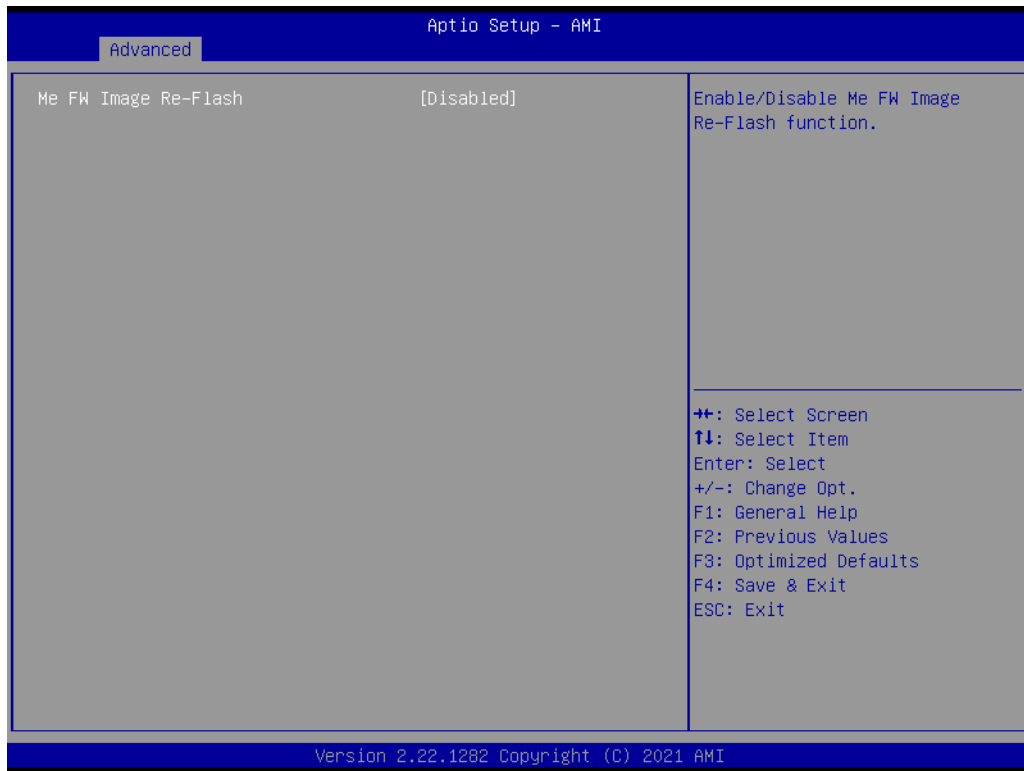 Aptio Setup – AMI
Advanced
Me FW Image Re-Flash [Disabled]
Enable/Disable Me FW Image
Re-Flash function.
→←: Select Screen
↑↓: Select Item
Enter: Select
+/-: Change Opt.
F1: General Help
F2: Previous Values
F3: Optimized Defaults
F4: Save & Exit
ESC: Exit
Version 2.22.1282 Copyright (C) 2021 AMI